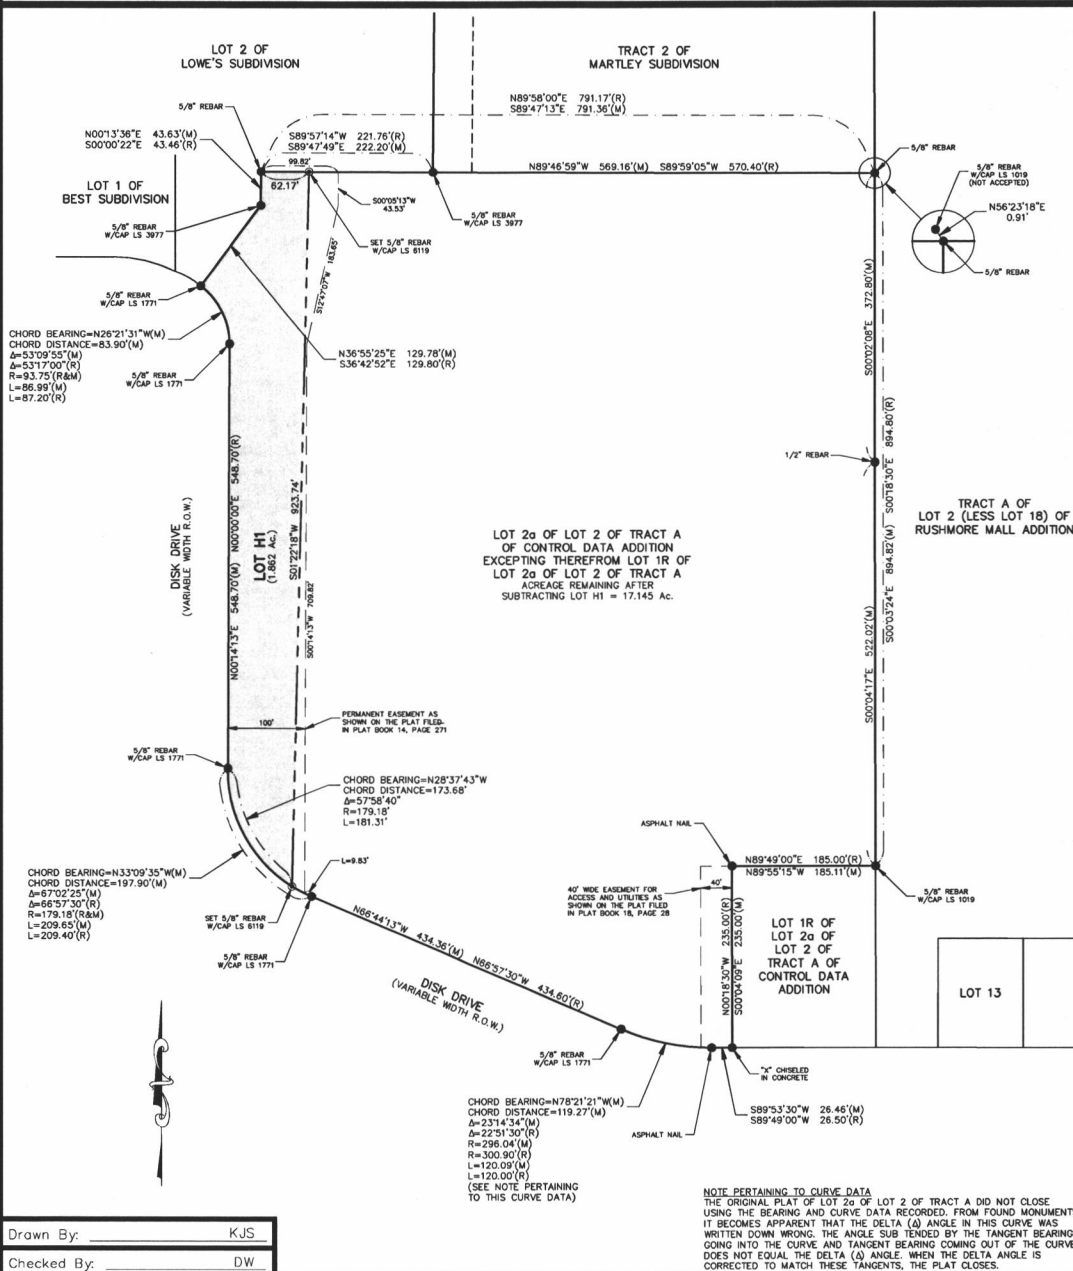 LOT 2 OF
LOWE'S SUBDIVISION
TRACT 2 OF
MARTLEY SUBDIVISION
N89°58'00"E 791.17'(R)
S89°47'13"E 791.36'(M)
5/8" REBAR
N00°13'36"E 43.63'(M)
S00°00'22"E 43.46'(R)
S89°57'14"W 221.76'(R)
S89°47'49"E 222.20'(M)
99.82'
62.17'
N89°46'59"W 569.16'(M) S89°59'05"W 570.40'(R)
5/8" REBAR
5/8" REBAR
W/CAP LS 1019
(NOT ACCEPTED)
N56°23'18"E
0.91'
5/8" REBAR
LOT 1 OF
BEST SUBDIVISION
S00°05'13"W
43.53'
5/8" REBAR
W/CAP LS 3977
5/8" REBAR
W/CAP LS 3977
SET 5/8" REBAR
W/CAP LS 6119
S12°47'07"W 183.65'
5/8" REBAR
W/CAP LS 1771
CHORD BEARING=N26°21'31"W(M)
CHORD DISTANCE=83.90'(M)
Δ=53°09'55"(M)
Δ=53°17'00"(R)
R=93.75'(R&M)
L=86.99'(M)
L=87.20'(R)
5/8" REBAR
W/CAP LS 1771
N36°55'25"E 129.78'(M)
S36°42'52"E 129.80'(R)
S00°02'08"E 372.80'(M)
1/2" REBAR
S00°03'24"E 894.82'(M) S00°18'30"E 894.80'(R)
TRACT A OF
LOT 2 (LESS LOT 18) OF
RUSHMORE MALL ADDITION
DISK DRIVE
(VARIABLE WIDTH R.O.W.)
N00°14'13"E 548.70'(M) N00°00'00"E 548.70'(R)
LOT H1
(1.862 Ac.)
S01°22'18"W 923.74'
S00°14'13"W 709.82'
LOT 2a OF LOT 2 OF TRACT A
OF CONTROL DATA ADDITION
EXCEPTING THEREFROM LOT 1R OF
LOT 2a OF LOT 2 OF TRACT A
ACREAGE REMAINING AFTER
SUBTRACTING LOT H1 = 17.145 Ac.
S00°04'17"E 522.02'(M)
100'
PERMANENT EASEMENT AS
SHOWN ON THE PLAT FILED
IN PLAT BOOK 14, PAGE 271
5/8" REBAR
W/CAP LS 1771
CHORD BEARING=N28°37'43"W
CHORD DISTANCE=173.68'
Δ=57°58'40"
R=179.18'
L=181.31'
ASPHALT NAIL
L=9.83'
N89°49'00"E 185.00'(R)
N89°55'15"W 185.11'(M)
CHORD BEARING=N33°09'35"W(M)
CHORD DISTANCE=197.90'(M)
Δ=67°02'25"(M)
Δ=66°57'30"(R)
R=179.18'(R&M)
L=209.65'(M)
L=209.40'(R)
SET 5/8" REBAR
W/CAP LS 6119
5/8" REBAR
W/CAP LS 1771
40' WIDE EASEMENT FOR
ACCESS AND UTILITIES AS
SHOWN ON THE PLAT FILED
IN PLAT BOOK 18, PAGE 28
40'
5/8" REBAR
W/CAP LS 1019
N00°18'30"W 235.00'(R)
S00°04'09"E 235.00'(M)
LOT 1R OF
LOT 2a OF
LOT 2 OF
TRACT A OF
CONTROL DATA
ADDITION
LOT 13
N66°44'13"W 434.36'(M) N66°57'30"W 434.60'(R)
DISK DRIVE
(VARIABLE WIDTH R.O.W.)
5/8" REBAR
W/CAP LS 1771
"X" CHISELED
IN CONCRETE
CHORD BEARING=N78°21'21"W(M)
CHORD DISTANCE=119.27'(M)
Δ=23°14'34"(M)
Δ=22°51'30"(R)
R=296.04'(M)
R=300.90'(R)
L=120.09'(M)
L=120.00'(R)
(SEE NOTE PERTAINING
TO THIS CURVE DATA)
ASPHALT NAIL
S89°53'30"W 26.46'(M)
S89°49'00"W 26.50'(R)
NOTE PERTAINING TO CURVE DATA
THE ORIGINAL PLAT OF LOT 2a OF LOT 2 OF TRACT A DID NOT CLOSE
USING THE BEARING AND CURVE DATA RECORDED. FROM FOUND MONUMENTS
IT BECOMES APPARENT THAT THE DELTA (Δ) ANGLE IN THIS CURVE WAS
WRITTEN DOWN WRONG. THE ANGLE SUB TENDED BY THE TANGENT BEARING
GOING INTO THE CURVE AND TANGENT BEARING COMING OUT OF THE CURVE
DOES NOT EQUAL THE DELTA (Δ) ANGLE. WHEN THE DELTA ANGLE IS
CORRECTED TO MATCH THESE TANGENTS, THE PLAT CLOSES.
Drawn By: KJS
Checked By: DW